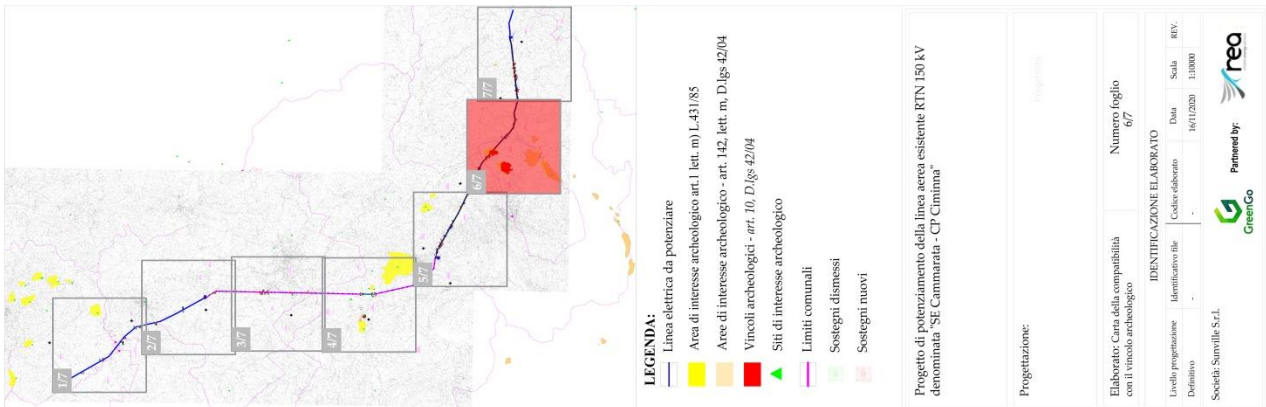 1/7
2/7
3/7
4/7
5/7
6/7
7/7
LEGENDA:
Linea elettrica da potenziare
Area di interesse archeologico art.1 lett. m) L.431/85
Aree di interesse archeologico - art. 142, lett. m, D.lgs 42/04
Vincoli archeologici - art. 10, D.lgs 42/04
Siti di interesse archeologico
Limiti comunali
Sostegni dismessi
Sostegni nuovi
Progetto di potenziamento della linea aerea esistente RTN 150 kV
denominata "SE Cammarata - CP Ciminna"
Progettazione:
Progettista
Elaborato: Carta della compatibilità
con il vincolo archeologico
Numero foglio
6/7
IDENTIFICAZIONE ELABORATO
Livello progettazione Identificativo file Codice elaborato Data Scala REV.
Definitivo - - 16/11/2020 1:10000
Società: Sunville S.r.l.
GreenGo
Partnered by:
rea